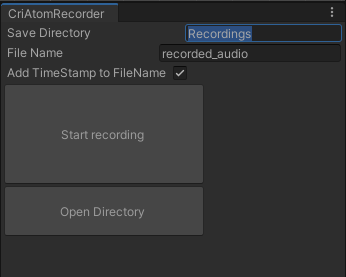 CriAtomRecorder
Save Directory Recordings
File Name recorded_audio
Add TimeStamp to FileName
Start recording
Open Directory